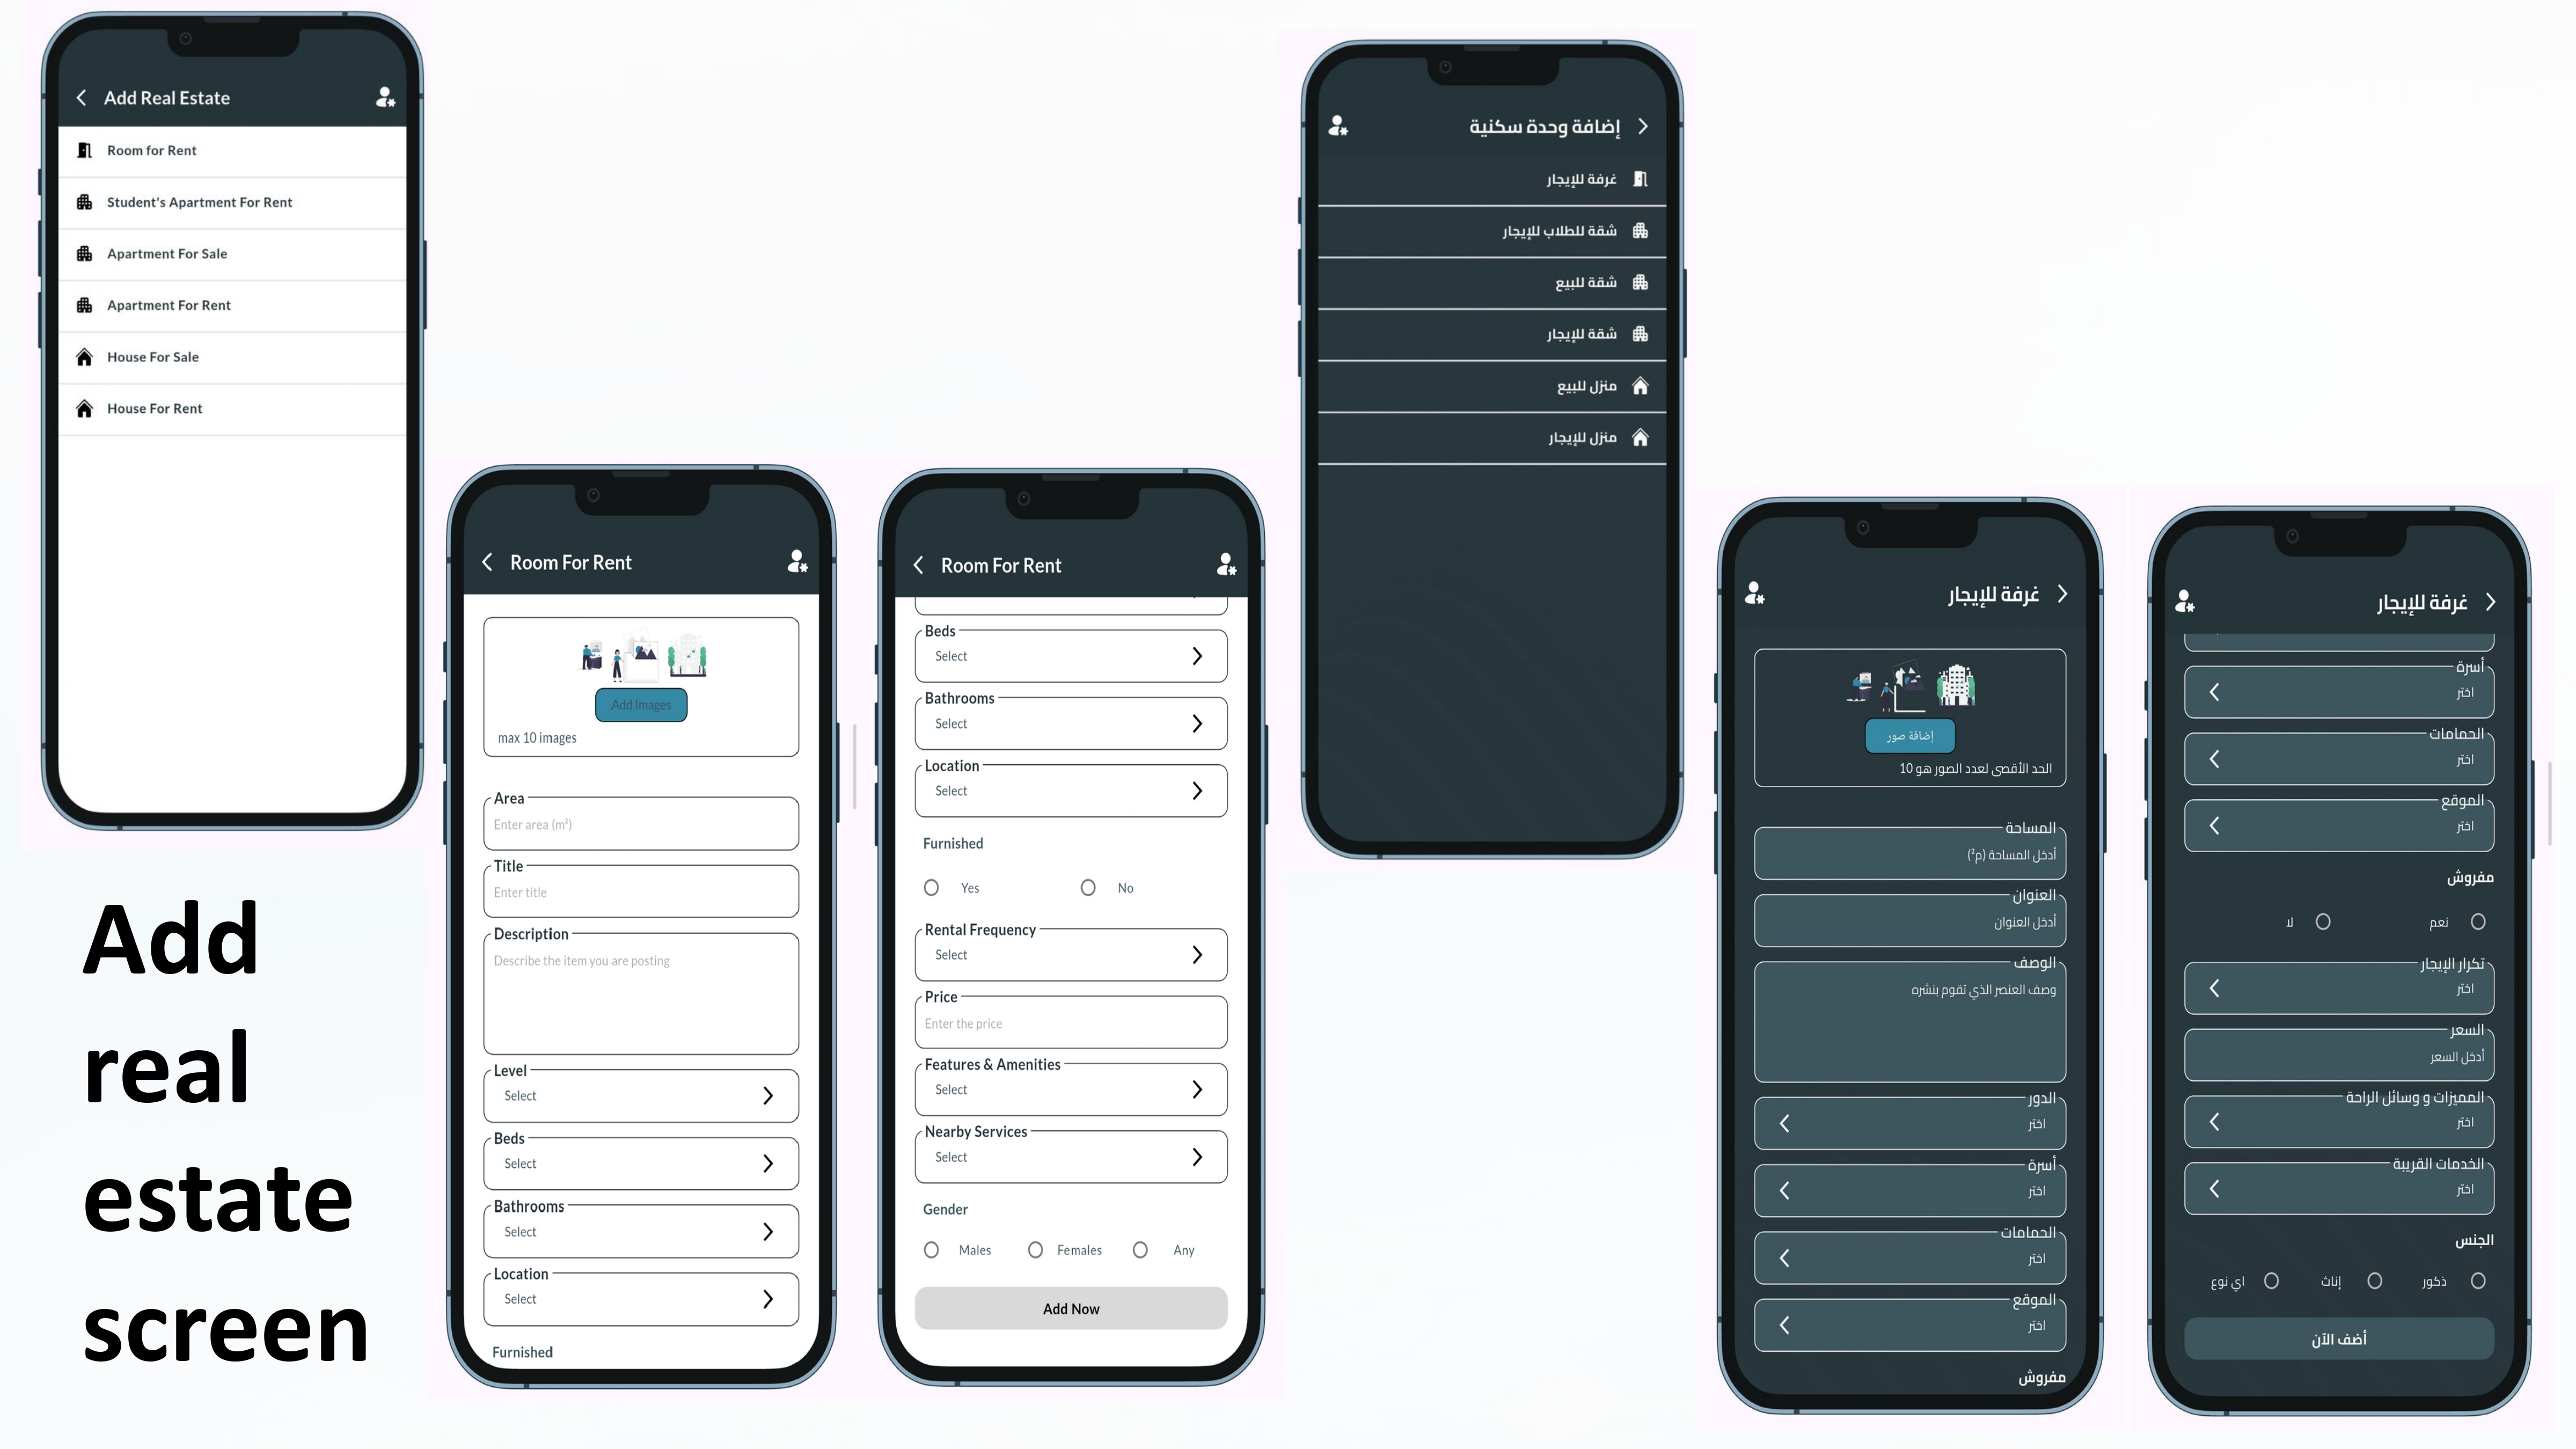 Add Real Estate
Room for Rent
Student's Apartment For Rent
Apartment For Sale
Apartment For Rent
House For Sale
House For Rent
Add
real
estate
screen
Room For Rent
Add Images
max 10 images
Area
Enter area (m²)
Title
Enter title
Description
Describe the item you are posting
Level
Select
Beds
Select
Bathrooms
Select
Location
Select
Furnished
Room For Rent
Beds
Select
Bathrooms
Select
Location
Select
Furnished
Yes No
Rental Frequency
Select
Price
Enter the price
Features & Amenities
Select
Nearby Services
Select
Gender
Males Females Any
Add Now
إضافة وحدة سكنية
غرفة للإيجار
شقة للطلاب للإيجار
شقة للبيع
شقة للإيجار
منزل للبيع
منزل للإيجار
غرفة للإيجار
إضافة صور
الحد الأقصى لعدد الصور هو 10
المساحة
أدخل المساحة (م²)
العنوان
أدخل العنوان
الوصف
وصف العنصر الذي تقوم بنشره
الدور
اختر
أسرة
اختر
الحمامات
اختر
الموقع
اختر
مفروش
غرفة للإيجار
أسرة
اختر
الحمامات
اختر
الموقع
اختر
مفروش
نعم لا
تكرار الإيجار
اختر
السعر
أدخل السعر
المميزات و وسائل الراحة
اختر
الخدمات القريبة
اختر
الجنس
ذكور إناث اي نوع
أضف الآن